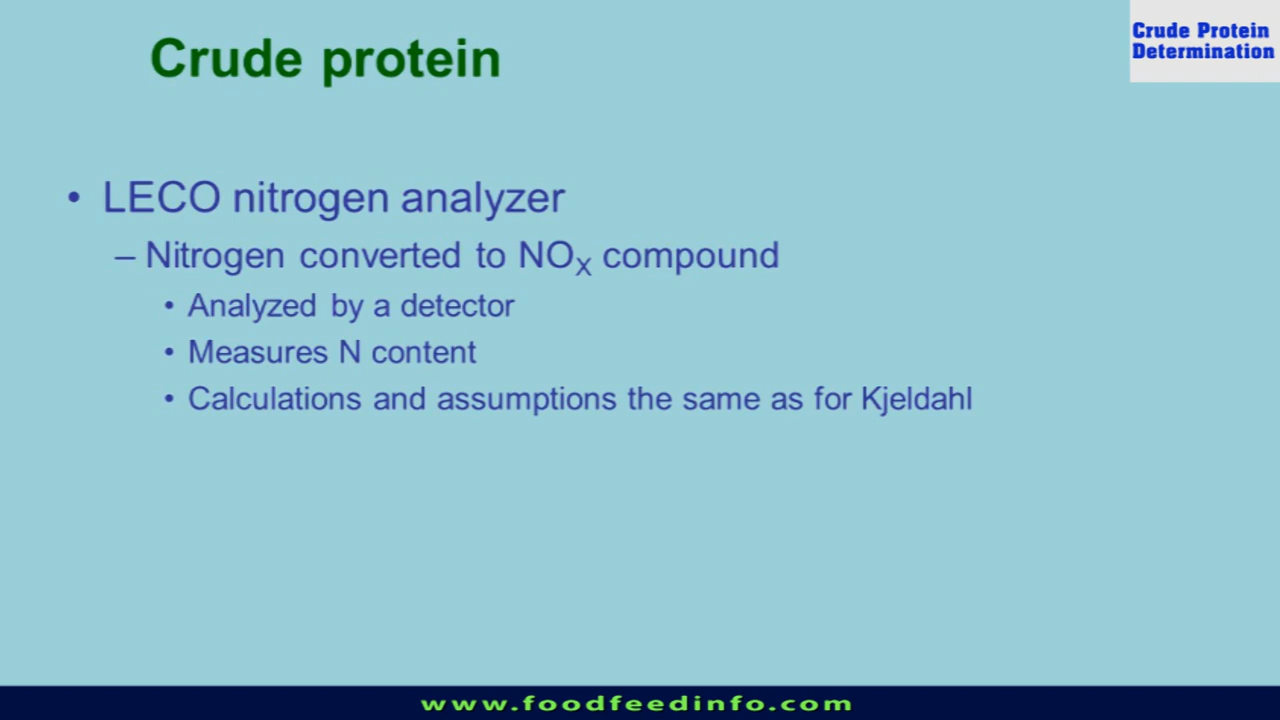 Crude protein
Crude Protein
Determination
• LECO nitrogen analyzer
– Nitrogen converted to NOX compound
• Analyzed by a detector
• Measures N content
• Calculations and assumptions the same as for Kjeldahl
www.foodfeedinfo.com